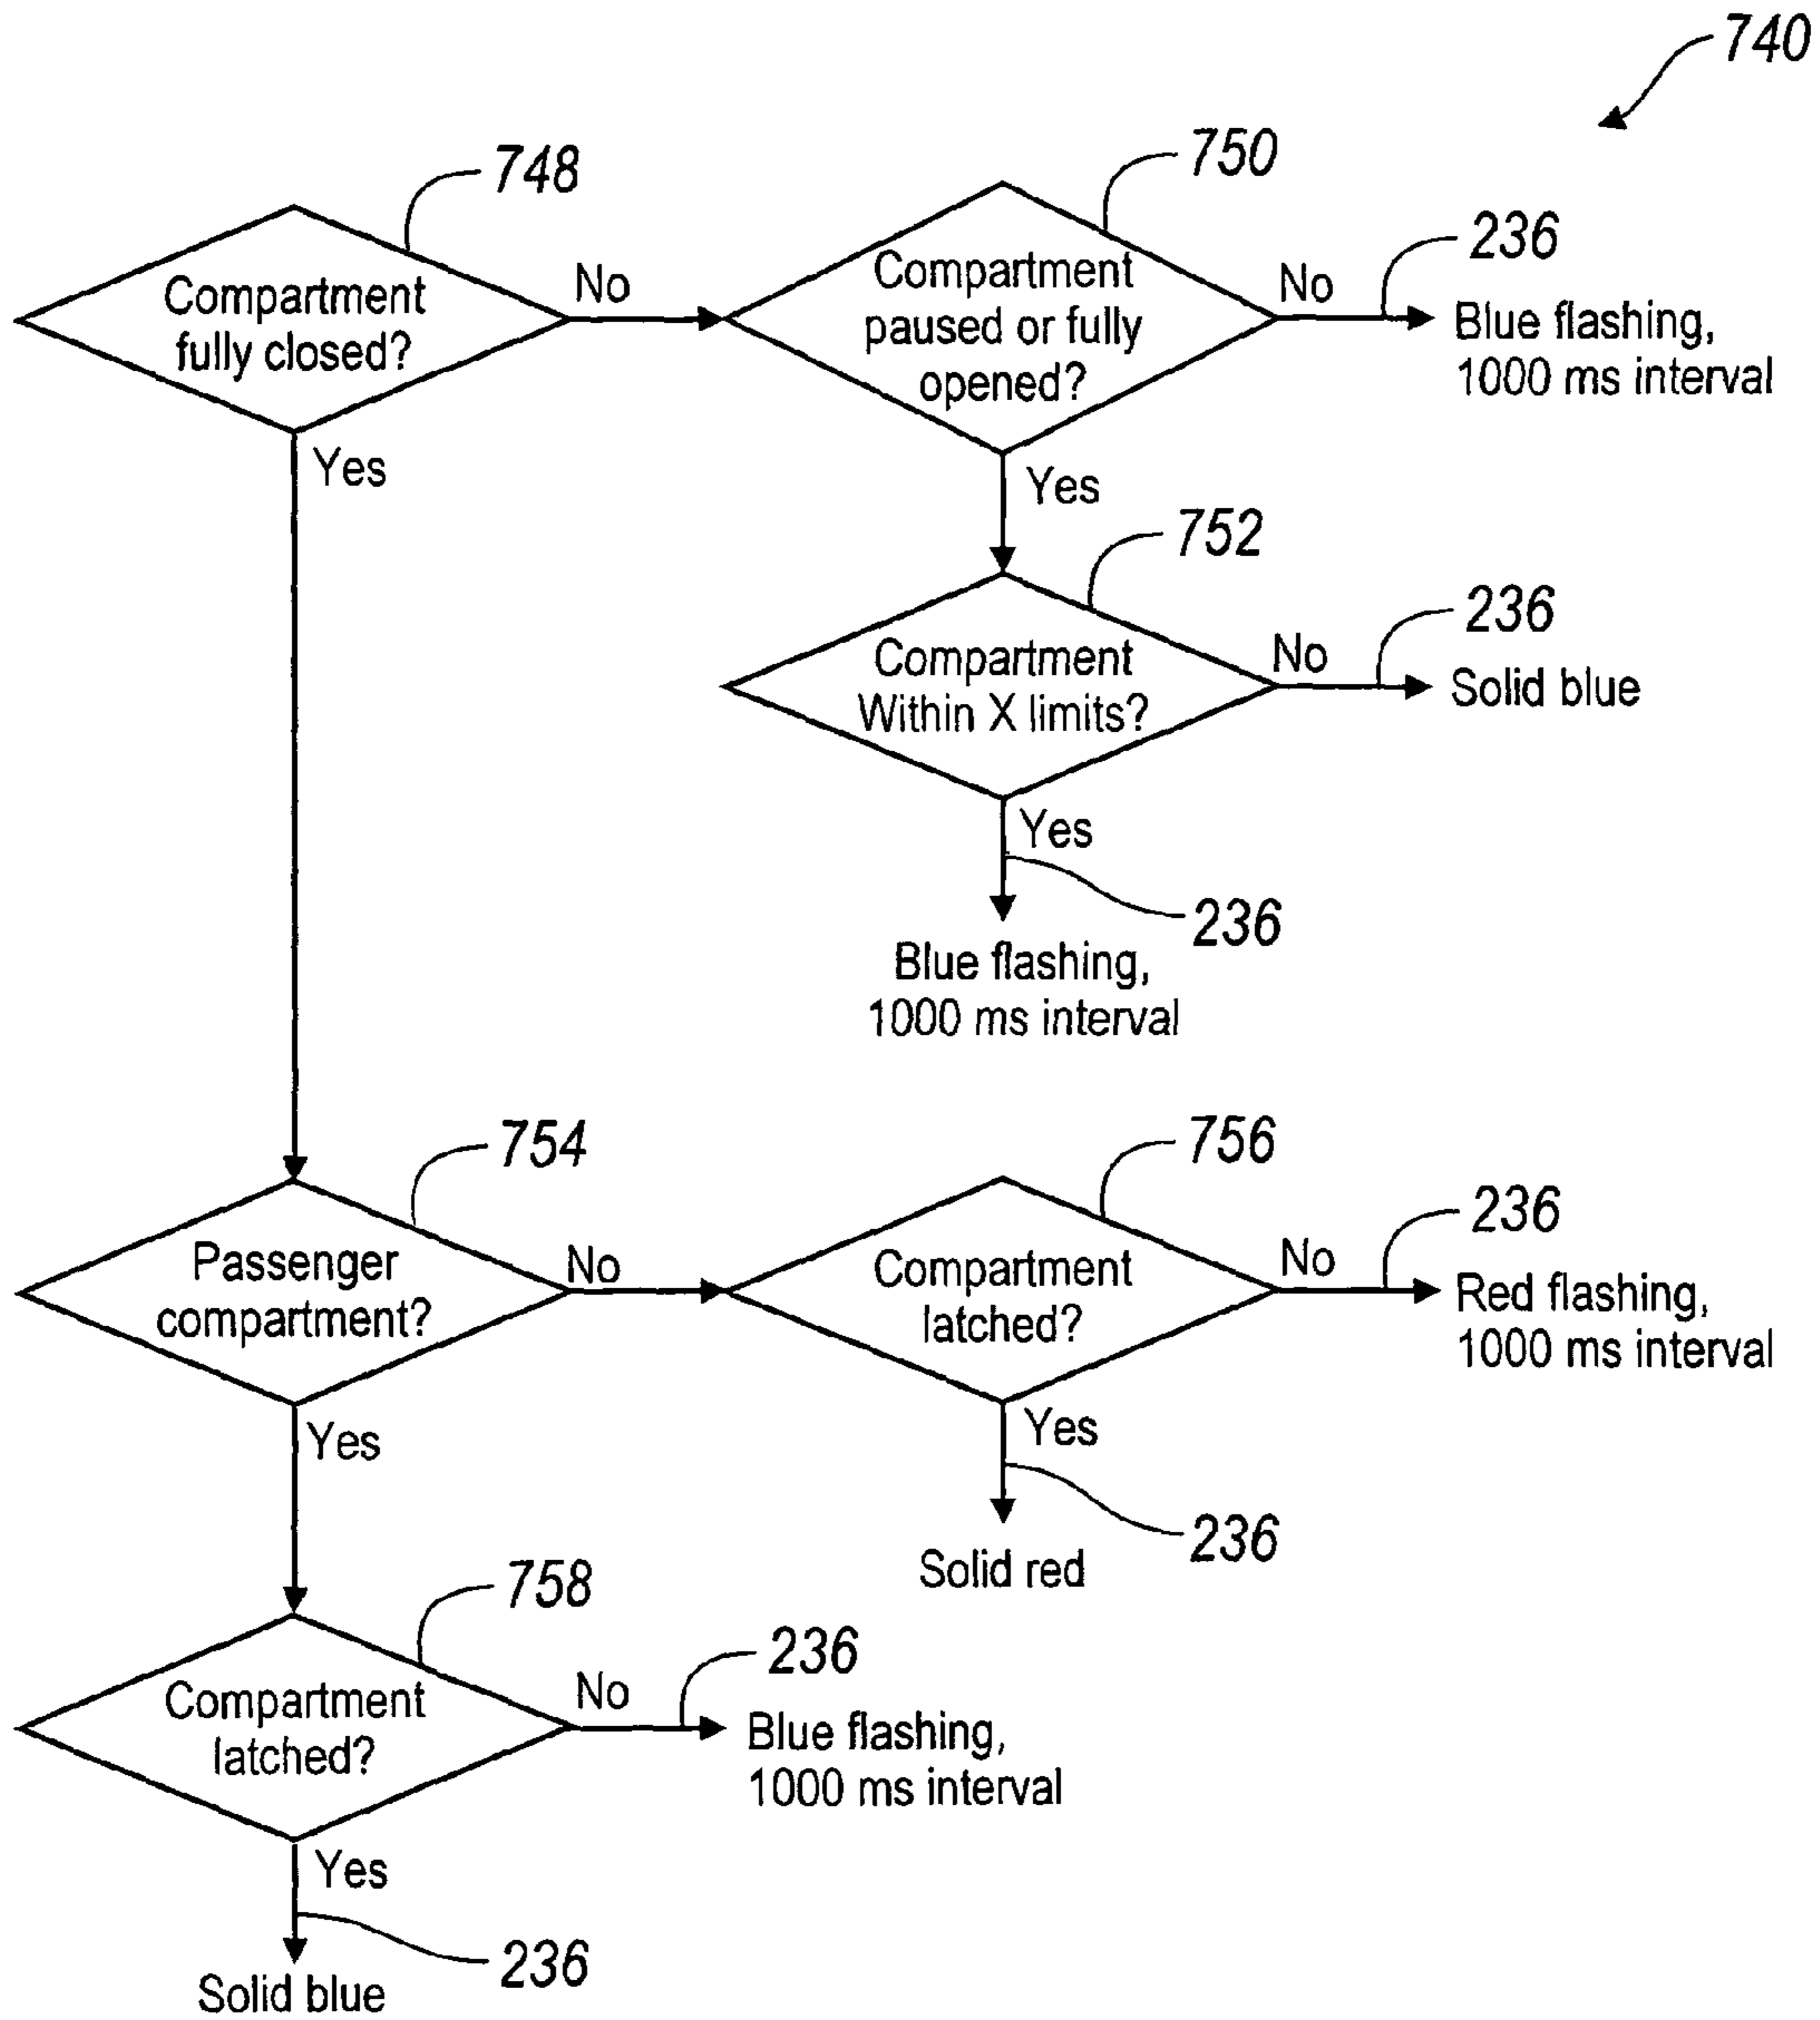 740
748
750
236
Compartment
fully closed?
No
Compartment
paused or fully
opened?
No
Blue flashing,
1000 ms interval
Yes
Yes
752
236
Compartment
Within X limits?
No
Solid blue
Yes
236
Blue flashing,
1000 ms interval
754
756
236
Passenger
compartment?
No
Compartment
latched?
No
Red flashing,
1000 ms interval
Yes
Yes
236
Solid red
758
236
Compartment
latched?
No
Blue flashing,
1000 ms interval
Yes
236
Solid blue